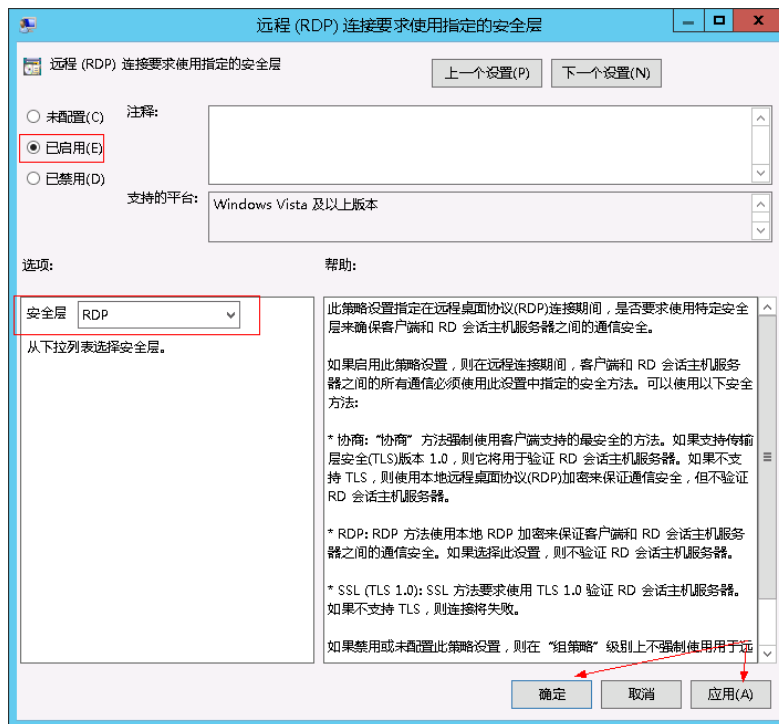 远程 (RDP) 连接要求使用指定的安全层
远程 (RDP) 连接要求使用指定的安全层
上一个设置(P)
下一个设置(N)
未配置(C)
注释:
已启用(E)
已禁用(D)
支持的平台:
Windows Vista 及以上版本
选项:
帮助:
安全层
RDP
从下拉列表选择安全层。
此策略设置指定在远程桌面协议(RDP)连接期间，是否要求使用特定安全
层来确保客户端和 RD 会话主机服务器之间的通信安全。
如果启用此策略设置，则在远程连接期间，客户端和 RD 会话主机服务
器之间的所有通信必须使用此设置中指定的安全方法。可以使用以下安全
方法:
* 协商:“协商”方法强制使用客户端支持的最安全的方法。如果支持传输
层安全(TLS)版本 1.0，则它将用于验证 RD 会话主机服务器。如果不支
持 TLS，则使用本地远程桌面协议(RDP)加密来保证通信安全，但不验证
RD 会话主机服务器。
* RDP: RDP 方法使用本地 RDP 加密来保证客户端和 RD 会话主机服务
器之间的通信安全。如果选择此设置，则不验证 RD 会话主机服务器。
* SSL (TLS 1.0): SSL 方法要求使用 TLS 1.0 验证 RD 会话主机服务器。
如果不支持 TLS，则连接将失败。
如果禁用或未配置此策略设置，则在“组策略”级别上不强制使用用于远
确定
取消
应用(A)